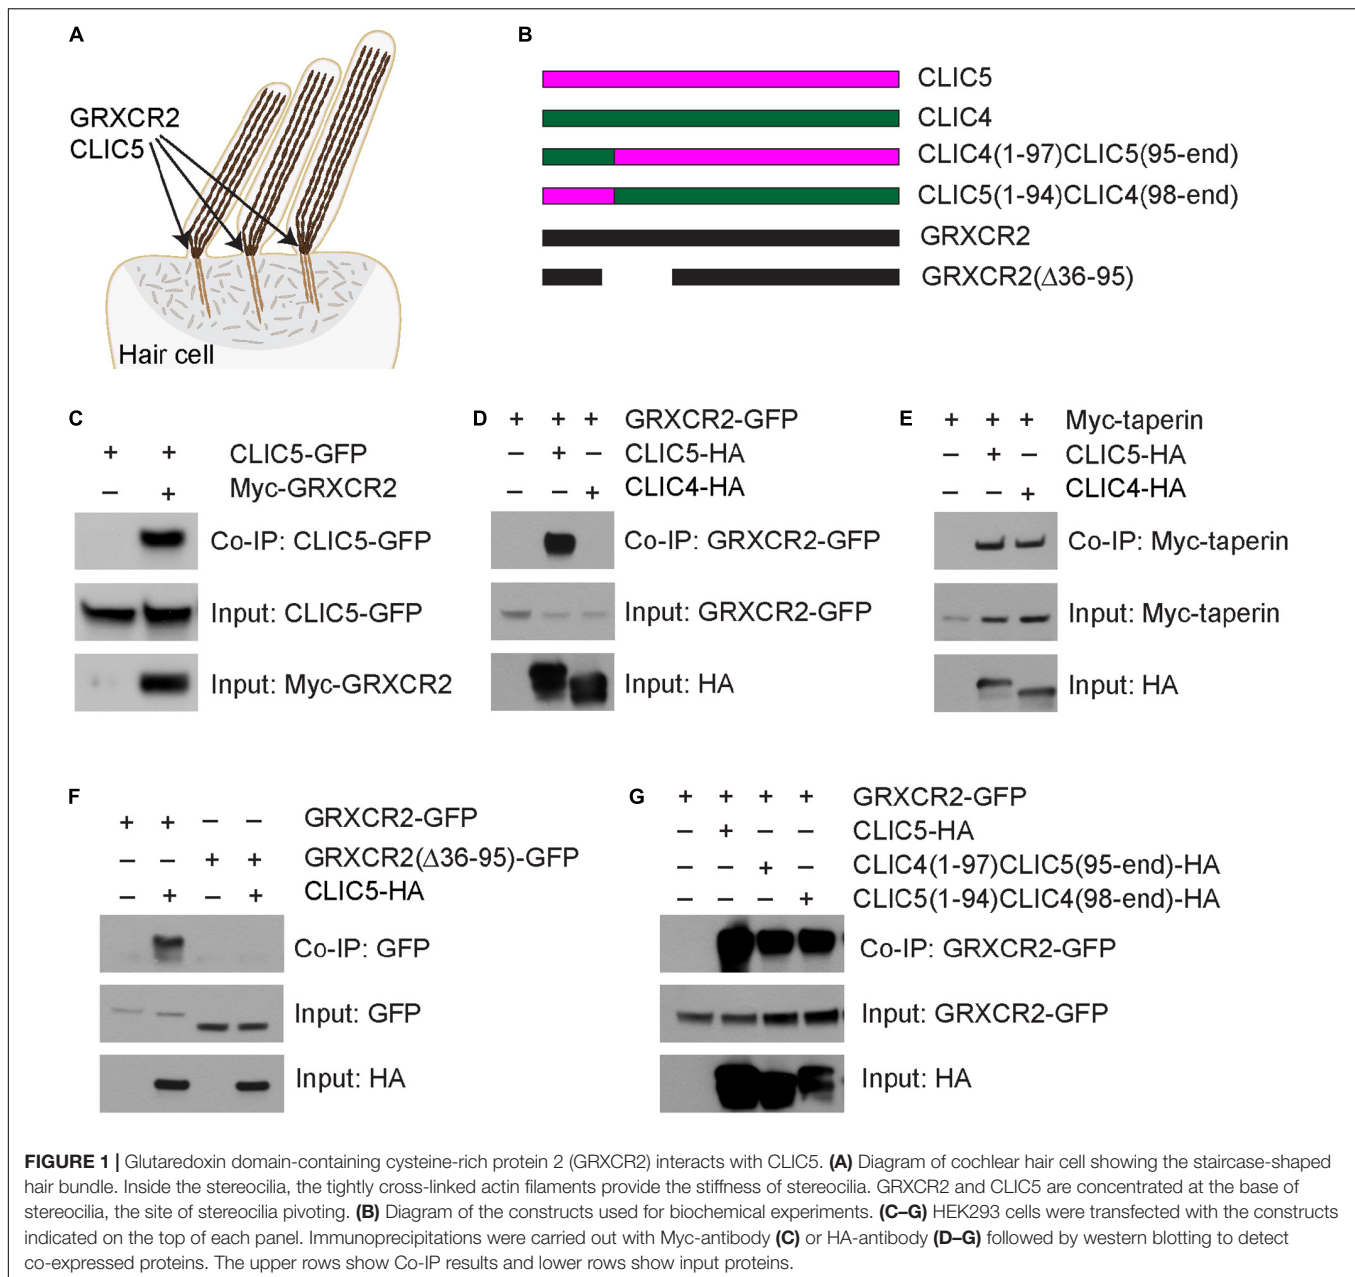 A
GRXCR2
CLIC5
Hair cell
B
CLIC5
CLIC4
CLIC4(1-97)CLIC5(95-end)
CLIC5(1-94)CLIC4(98-end)
GRXCR2
GRXCR2(Δ36-95)
C
+ + CLIC5-GFP
− + Myc-GRXCR2
Co-IP: CLIC5-GFP
Input: CLIC5-GFP
Input: Myc-GRXCR2
D
+ + + GRXCR2-GFP
− + − CLIC5-HA
− − + CLIC4-HA
Co-IP: GRXCR2-GFP
Input: GRXCR2-GFP
Input: HA
E
+ + + Myc-taperin
− + − CLIC5-HA
− − + CLIC4-HA
Co-IP: Myc-taperin
Input: Myc-taperin
Input: HA
F
+ + − − GRXCR2-GFP
− − + + GRXCR2(Δ36-95)-GFP
− + − + CLIC5-HA
Co-IP: GFP
Input: GFP
Input: HA
G
+ + + + GRXCR2-GFP
− + − − CLIC5-HA
− − + − CLIC4(1-97)CLIC5(95-end)-HA
− − − + CLIC5(1-94)CLIC4(98-end)-HA
Co-IP: GRXCR2-GFP
Input: GRXCR2-GFP
Input: HA
FIGURE 1 | Glutaredoxin domain-containing cysteine-rich protein 2 (GRXCR2) interacts with CLIC5. (A) Diagram of cochlear hair cell showing the staircase-shaped
hair bundle. Inside the stereocilia, the tightly cross-linked actin filaments provide the stiffness of stereocilia. GRXCR2 and CLIC5 are concentrated at the base of
stereocilia, the site of stereocilia pivoting. (B) Diagram of the constructs used for biochemical experiments. (C–G) HEK293 cells were transfected with the constructs
indicated on the top of each panel. Immunoprecipitations were carried out with Myc-antibody (C) or HA-antibody (D–G) followed by western blotting to detect
co-expressed proteins. The upper rows show Co-IP results and lower rows show input proteins.